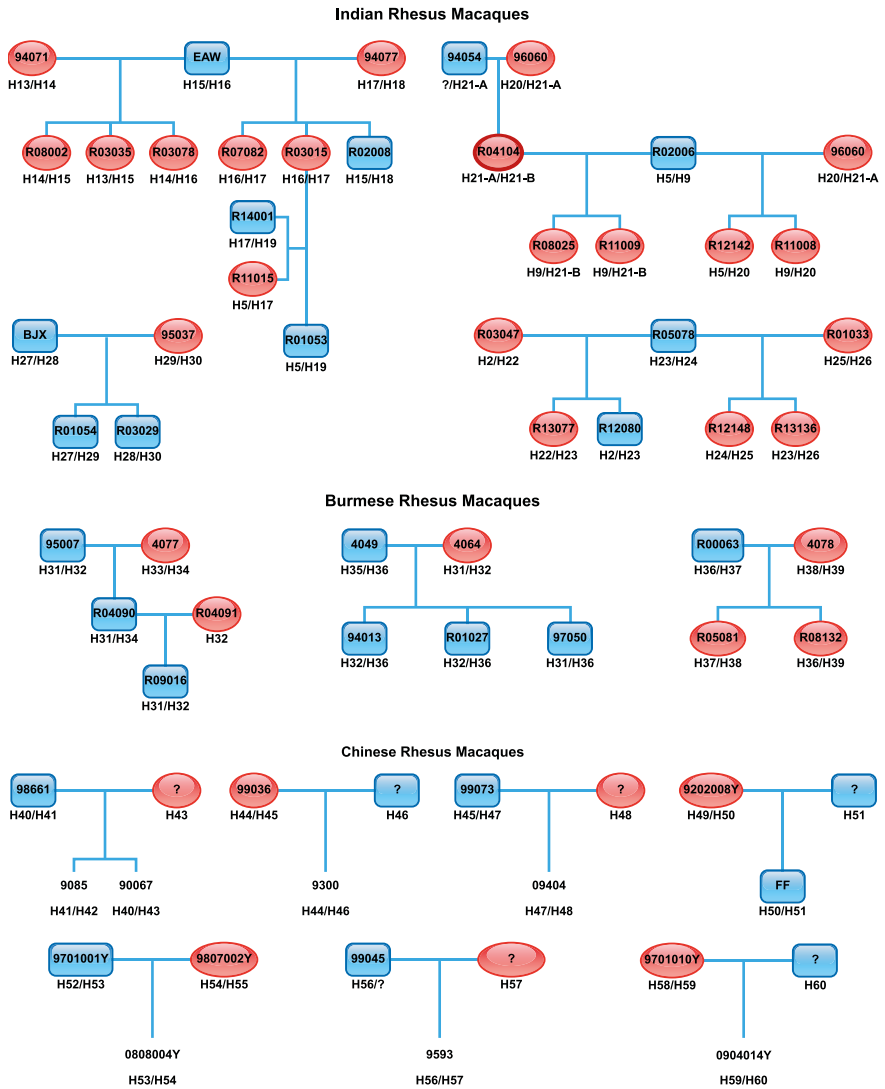 Indian Rhesus Macaques
94071 EAW 94077 94054 96060
H13/H14 H15/H16 H17/H18 ?/H21-A H20/H21-A
R08002 R03035 R03078 R07082 R03015 R02008 R04104 R02006 96060
H14/H15 H13/H15 H14/H16 H16/H17 H16/H17 H15/H18 H21-A/H21-B H5/H9 H20/H21-A
R14001
H17/H19
R08025 R11009 R12142 R11008
H9/H21-B H9/H21-B H5/H20 H9/H20
R11015
H5/H17
BJX 95037 R01053 R03047 R05078 R01033
H27/H28 H29/H30 H5/H19 H2/H22 H23/H24 H25/H26
R01054 R03029 R13077 R12080 R12148 R13136
H27/H29 H28/H30 H22/H23 H2/H23 H24/H25 H23/H26
Burmese Rhesus Macaques
95007 4077 4049 4064 R00063 4078
H31/H32 H33/H34 H35/H36 H31/H32 H36/H37 H38/H39
R04090 R04091 94013 R01027 97050 R05081 R08132
H31/H34 H32 H32/H36 H32/H36 H31/H36 H37/H38 H36/H39
R09016
H31/H32
Chinese Rhesus Macaques
98661 ? 99036 ? 99073 ? 9202008Y ?
H40/H41 H43 H44/H45 H46 H45/H47 H48 H49/H50 H51
9085 90067 9300 09404 FF
H41/H42 H40/H43 H44/H46 H47/H48 H50/H51
9701001Y 9807002Y 99045 ? 9701010Y ?
H52/H53 H54/H55 H56/? H57 H58/H59 H60
0808004Y 9593 0904014Y
H53/H54 H56/H57 H59/H60